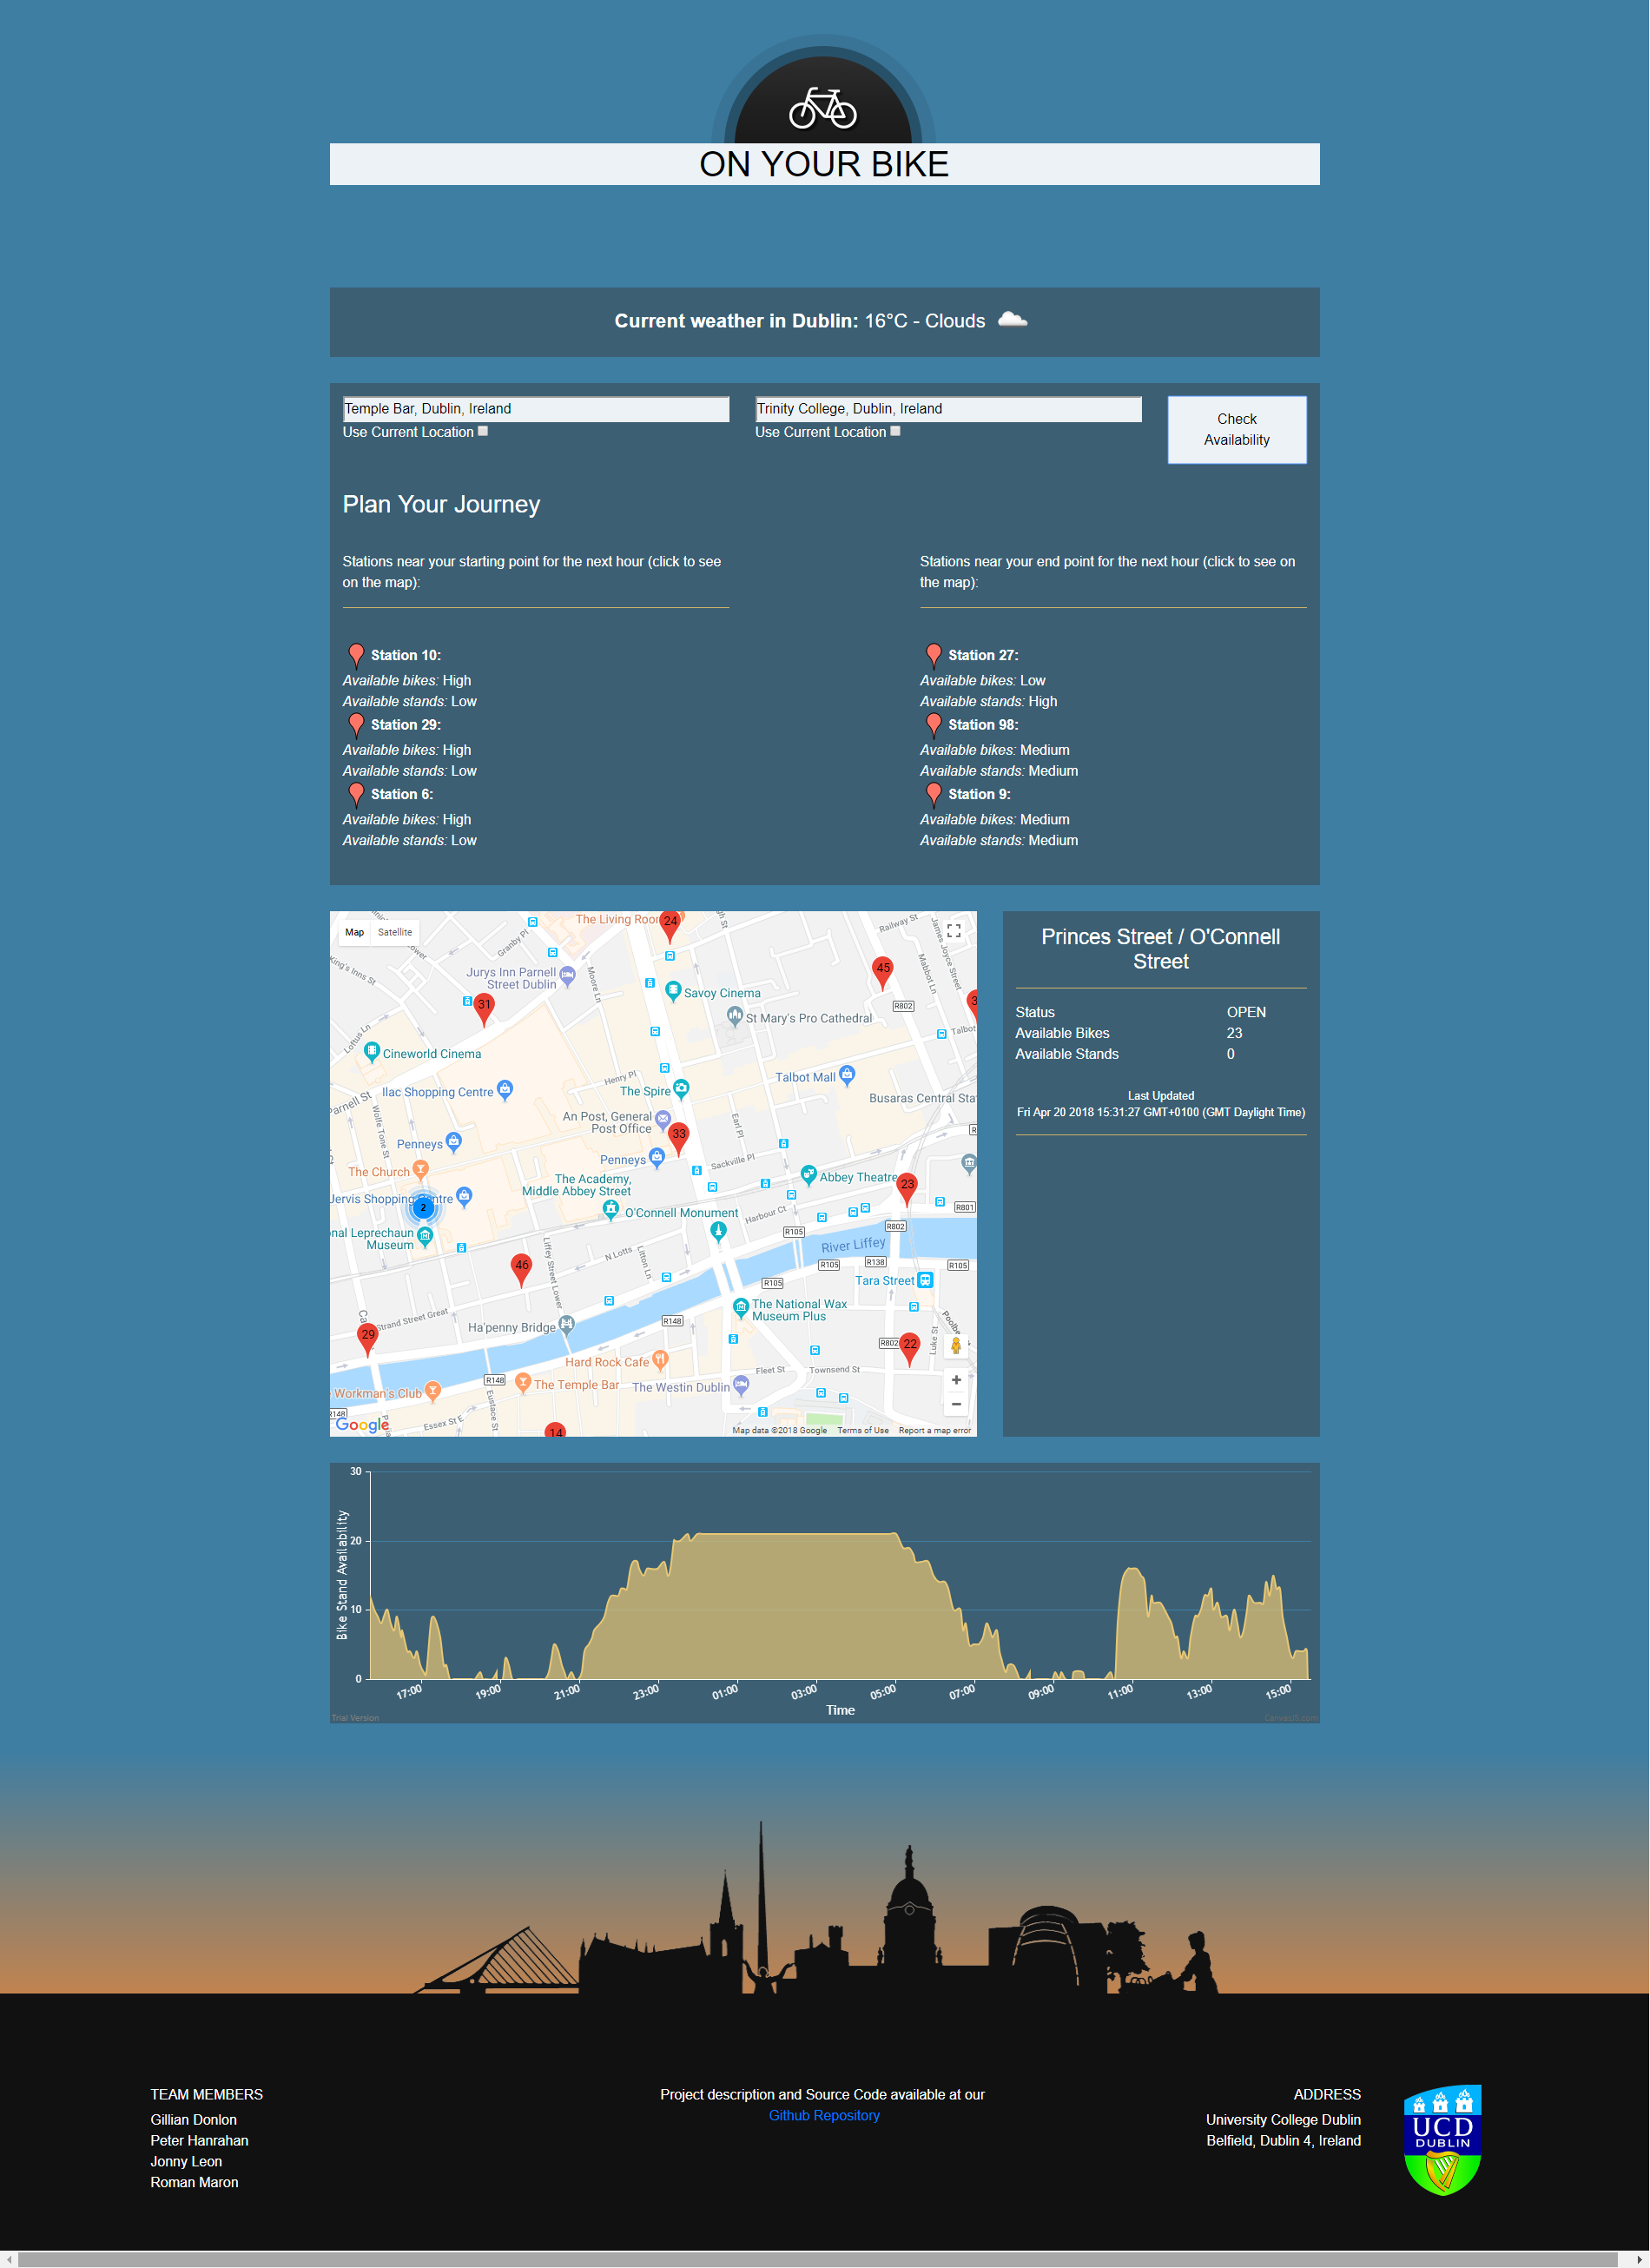 ON YOUR BIKE
Current weather in Dublin: 16°C - Clouds
Temple Bar, Dublin, Ireland
Use Current Location
Trinity College, Dublin, Ireland
Use Current Location
Check
Availability
Plan Your Journey
Stations near your starting point for the next hour (click to see
on the map):
Station 10:
Available bikes: High
Available stands: Low
Station 29:
Available bikes: High
Available stands: Low
Station 6:
Available bikes: High
Available stands: Low
Stations near your end point for the next hour (click to see on
the map):
Station 27:
Available bikes: Low
Available stands: High
Station 98:
Available bikes: Medium
Available stands: Medium
Station 9:
Available bikes: Medium
Available stands: Medium
Map
Satellite
The Living Roo
24
Granby Pl
King's Inns St
Jurys Inn Parnell
Street Dublin
Moore Ln
Railway St
James Joyce Street
Mabbot Ln
45
R802
31
Savoy Cinema
St Mary's Pro Cathedral
Talbot
Loftus Ln
Cineworld Cinema
Henry Pl
Ilac Shopping Centre
The Spire
Talbot Mall
Busaras Central Sta
Parnell St
Wolfe Tone St
An Post, General
Post Office
Earl Pl
33
Penneys
Penneys
Sackville Pl
The Church
The Academy,
Middle Abbey Street
Abbey Theatre
23
Jervis Shopping Centre
2
O'Connell Monument
Harbour Ct
R801
R802
R105
nal Leprechaun
Museum
N Lotts
Litton Ln
Liffey Street Lower
River Liffey
R105
R138
R105
46
Tara Street
R105
The National Wax
Museum Plus
Strand Street Great
Ha'penny Bridge
R148
29
R802
22
Luke St
Poolbe
Hard Rock Cafe
Fleet St
Townsend St
R148
The Temple Bar
The Westin Dublin
Workman's Club
Eustace St
R148
Essex St E
14
Google
Map data ©2018 Google
Terms of Use
Report a map error
Princes Street / O'Connell
Street
Status OPEN
Available Bikes 23
Available Stands 0
Last Updated
Fri Apr 20 2018 15:31:27 GMT+0100 (GMT Daylight Time)
Bike Stand Availability
30
20
10
0
17:00 19:00 21:00 23:00 01:00 03:00 05:00 07:00 09:00 11:00 13:00 15:00
Time
Trial Version
CanvasJS.com
TEAM MEMBERS
Gillian Donlon
Peter Hanrahan
Jonny Leon
Roman Maron
Project description and Source Code available at our
Github Repository
ADDRESS
University College Dublin
Belfield, Dublin 4, Ireland
UCD
DUBLIN